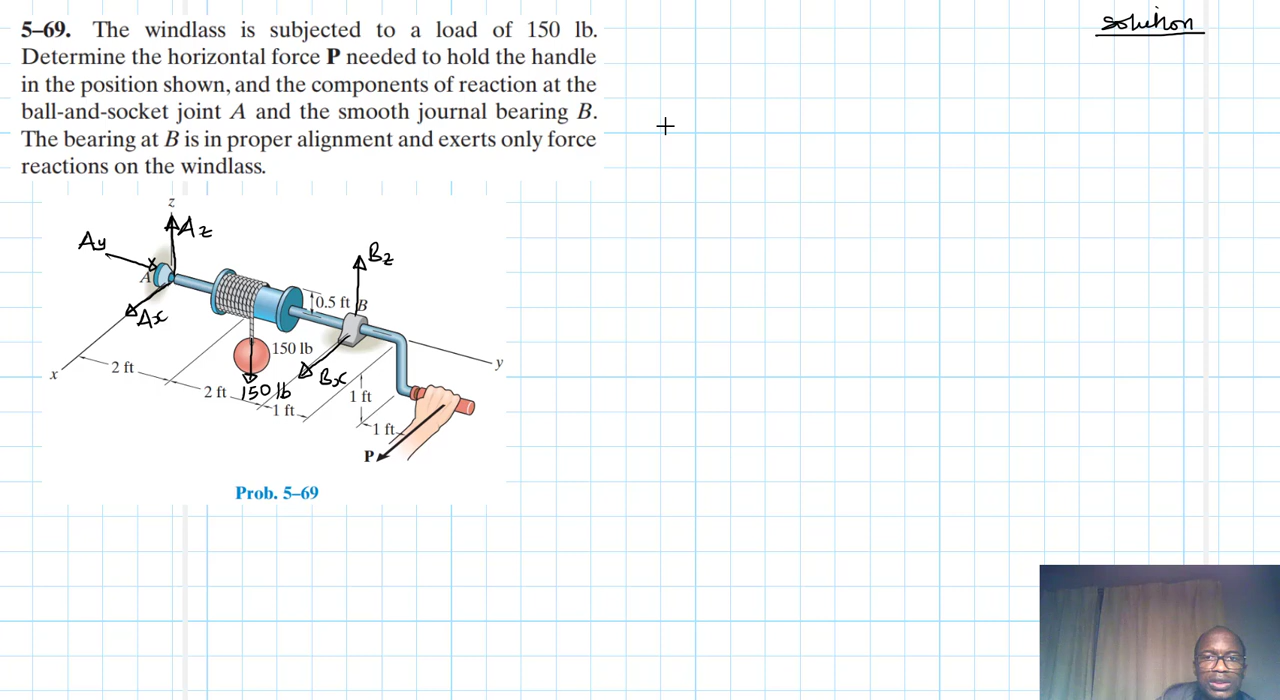 solution
5–69. The windlass is subjected to a load of 150 lb.
Determine the horizontal force P needed to hold the handle
in the position shown, and the components of reaction at the
ball-and-socket joint A and the smooth journal bearing B.
The bearing at B is in proper alignment and exerts only force
reactions on the windlass.
z
Az
Ay
Bz
A
0.5 ft
B
Ax
150 lb
y
x
2 ft
Bx
2 ft
150 lb
1 ft
1 ft
1 ft
P
Prob. 5–69